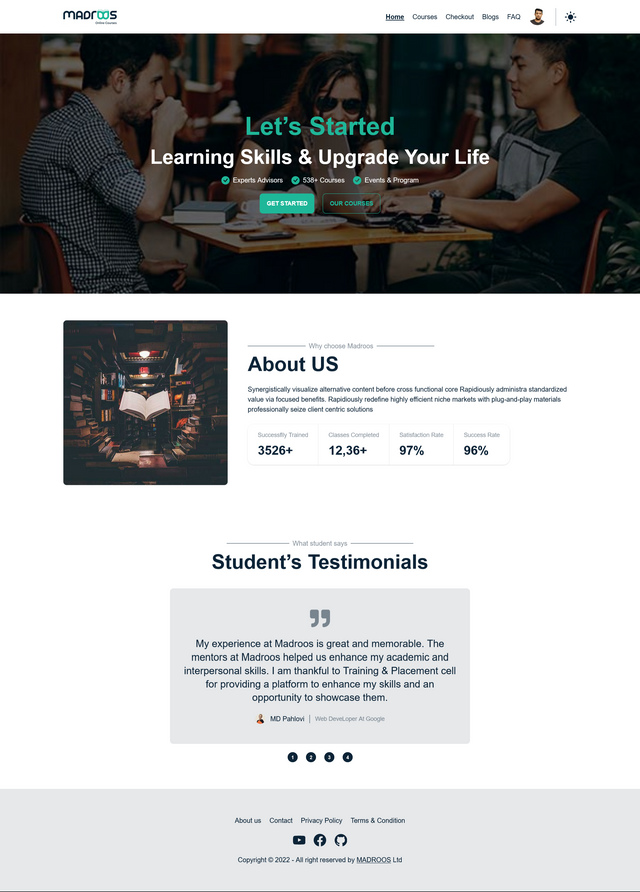 MADROOS
Online Courses
Home Courses Checkout Blogs FAQ
Let's Started
Learning Skills & Upgrade Your Life
Experts Advisors 538+ Courses Events & Program
GET STARTED OUR COURSES
Why choose Madroos
About US
Synergistically visualize alternative content before cross functional core Rapidiously administra standardized
value via focused benefits. Rapidiously redefine highly efficient niche markets with plug-and-play materials
professionally seize client centric solutions
Successflly Trained Classes Completed Satisfaction Rate Success Rate
3526+ 12,36+ 97% 96%
What student says
Student's Testimonials
My experience at Madroos is great and memorable. The
mentors at Madroos helped us enhance my academic and
interpersonal skills. I am thankful to Training & Placement cell
for providing a platform to enhance my skills and an
opportunity to showcase them.
MD Pahlovi | Web DeveLoper At Google
1 2 3 4
About us Contact Privacy Policy Terms & Condition
Copyright © 2022 - All right reserved by MADROOS Ltd